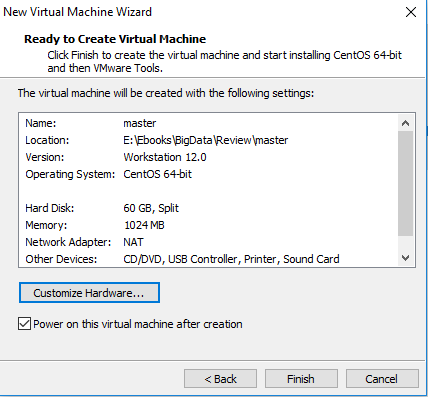 New Virtual Machine Wizard
Ready to Create Virtual Machine
Click Finish to create the virtual machine and start installing CentOS 64-bit
and then VMware Tools.
The virtual machine will be created with the following settings:
Name: master
Location: E:\Ebooks\BigData\Review\master
Version: Workstation 12.0
Operating System: CentOS 64-bit
Hard Disk: 60 GB, Split
Memory: 1024 MB
Network Adapter: NAT
Other Devices: CD/DVD, USB Controller, Printer, Sound Card
Customize Hardware...
Power on this virtual machine after creation
< Back Finish Cancel